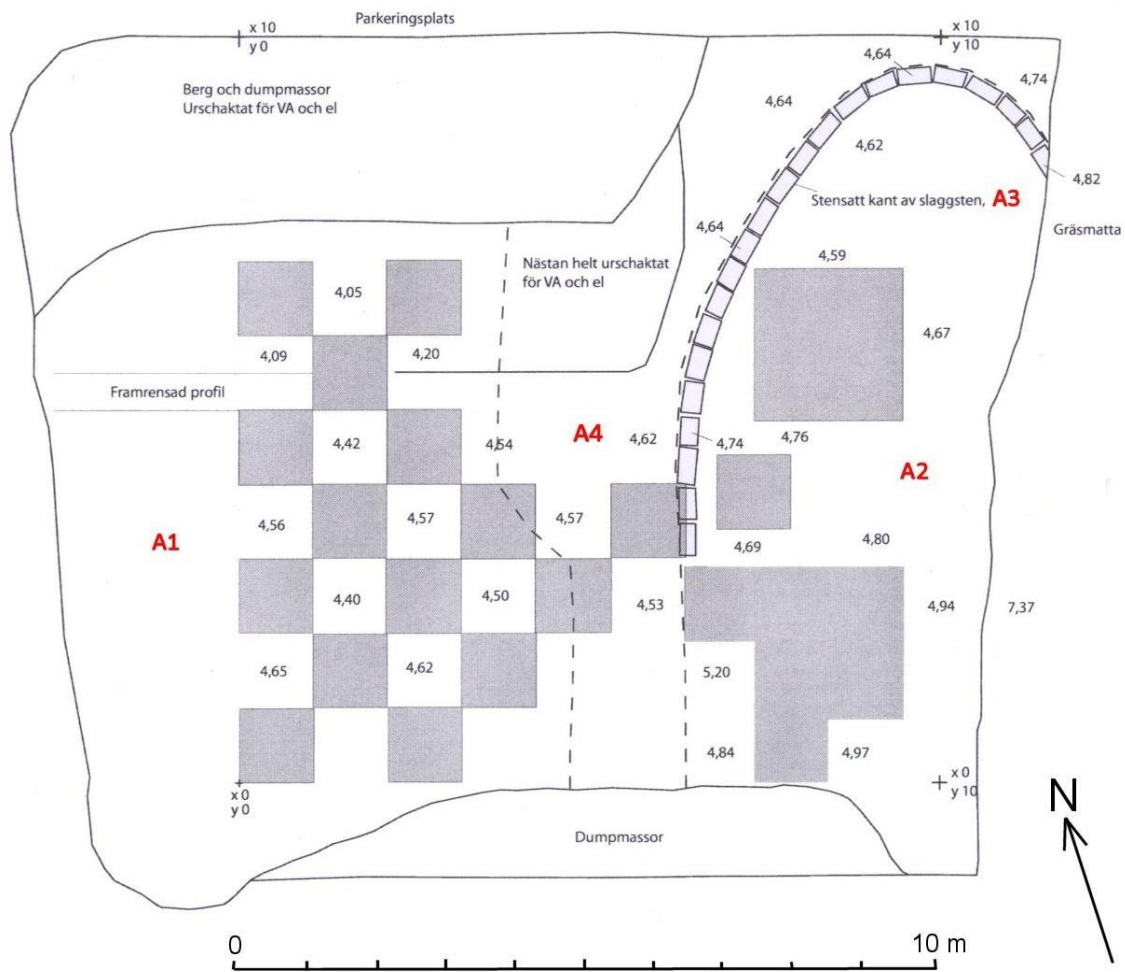 Parkeringsplats
x 10
y 0
x 10
y 10
4,64
4,74
Berg och dumpmassor
Urschaktat för VA och el
4,64
4,62
4,82
Stensatt kant av slaggsten,
A3
Gräsmatta
4,64
4,59
Nästan helt urschaktat
för VA och el
4,05
4,67
4,09
4,20
Framrensad profil
4,42
4,54
A4
4,62
4,74
4,76
A2
4,56
4,57
4,57
A1
4,69
4,80
4,40
4,50
4,53
4,94
7,37
4,65
4,62
5,20
4,84
4,97
x 0
y 0
x 0
y 10
N
Dumpmassor
0
10 m